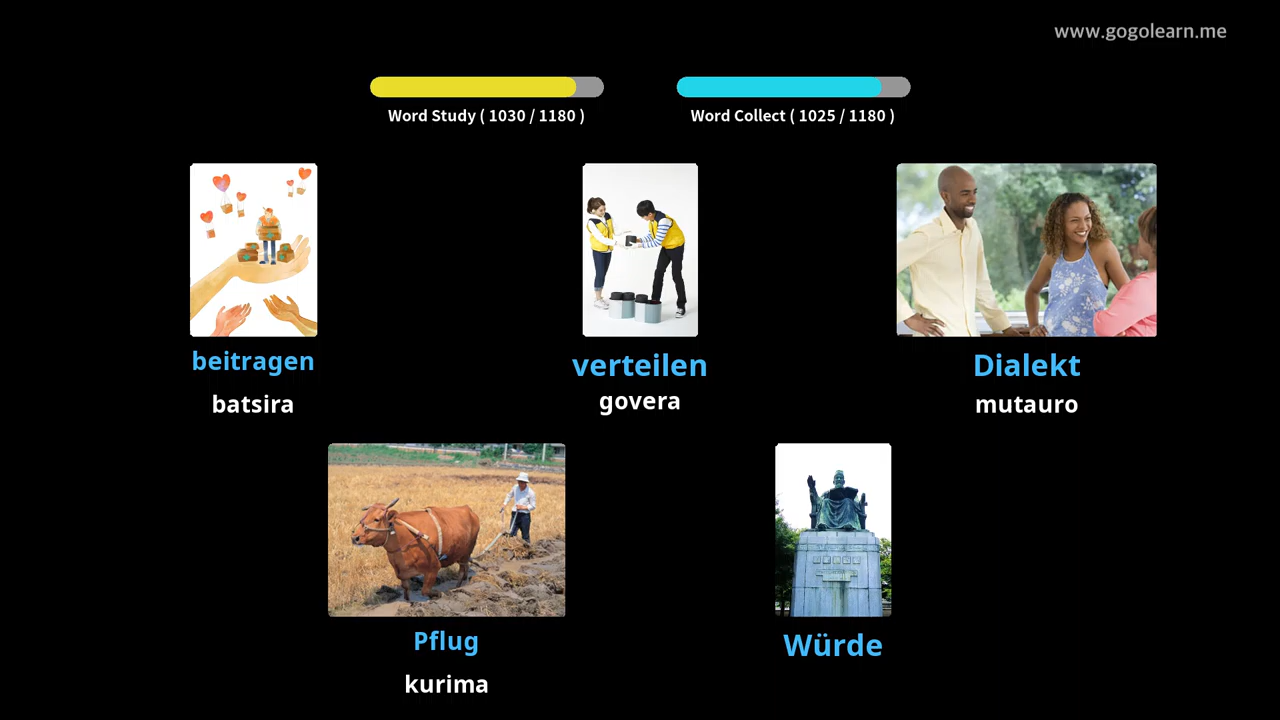 www.gogolearn.me
Word Study ( 1030 / 1180 )
Word Collect ( 1025 / 1180 )
beitragen
batsira
verteilen
govera
Dialekt
mutauro
Pflug
kurima
Würde